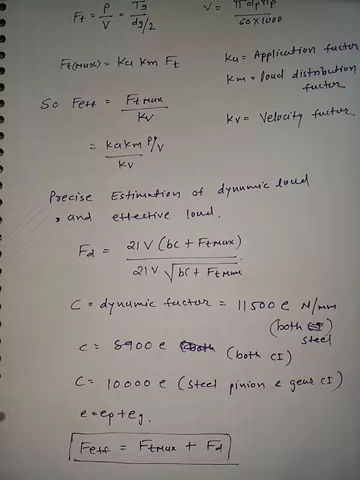 Ft = P/V = Tg/(dg/2)    V = πdpnp/(60×1000)
Ft(max) = Ka Km Ft    Ka = Application factor
Km = load distribution
factor
So Feff = Ftmax/Kv    Kv = Velocity factor
= KaKm P/V / Kv
Precise Estimation of dynamic load
and effective load.
Fd = 21V (bC + Ftmax) / 21V √bC + Ftmax
C = dynamic factor = 11500 e N/mm
(both steel)
C = 8900 e (both CI)
C = 10000 e (steel pinion & gear CI)
e = ep + eg.
Feff = Ftmax + Fd